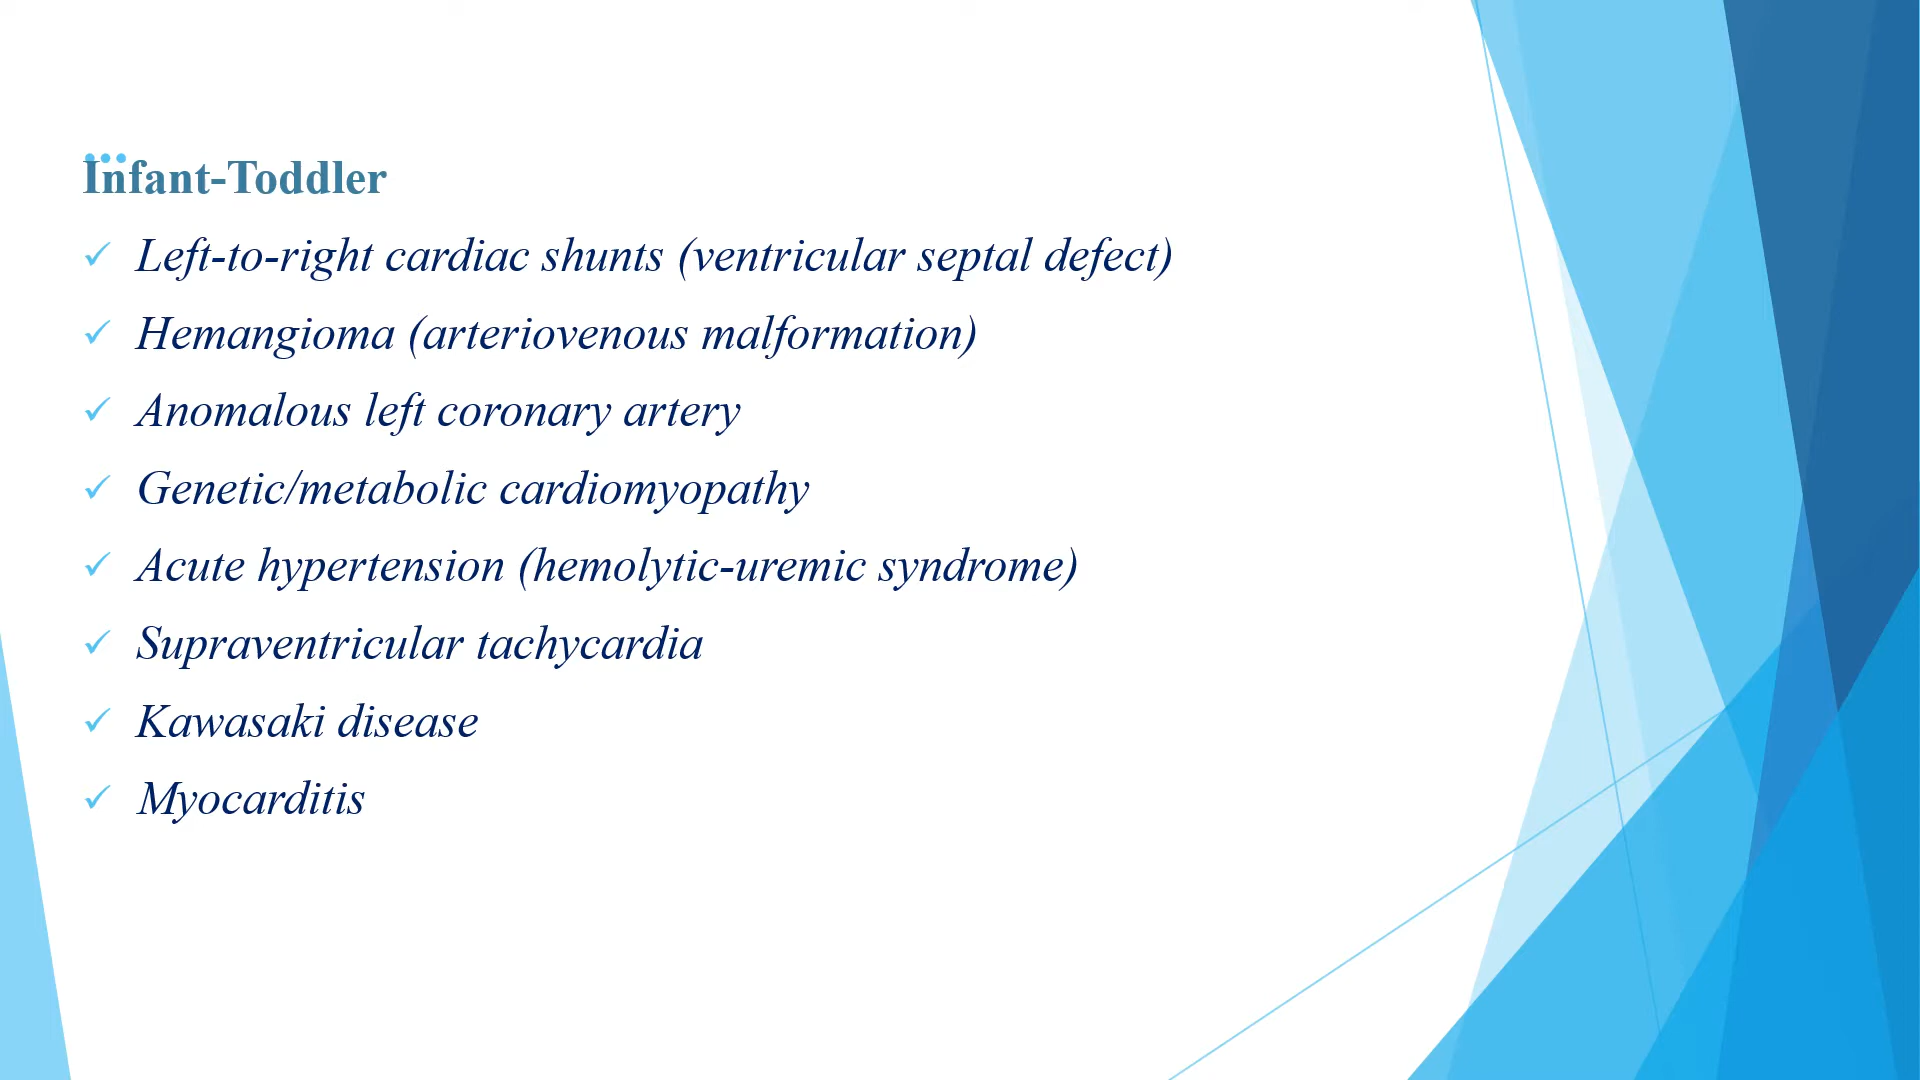 ...
Infant-Toddler
✓ Left-to-right cardiac shunts (ventricular septal defect)
✓ Hemangioma (arteriovenous malformation)
✓ Anomalous left coronary artery
✓ Genetic/metabolic cardiomyopathy
✓ Acute hypertension (hemolytic-uremic syndrome)
✓ Supraventricular tachycardia
✓ Kawasaki disease
✓ Myocarditis